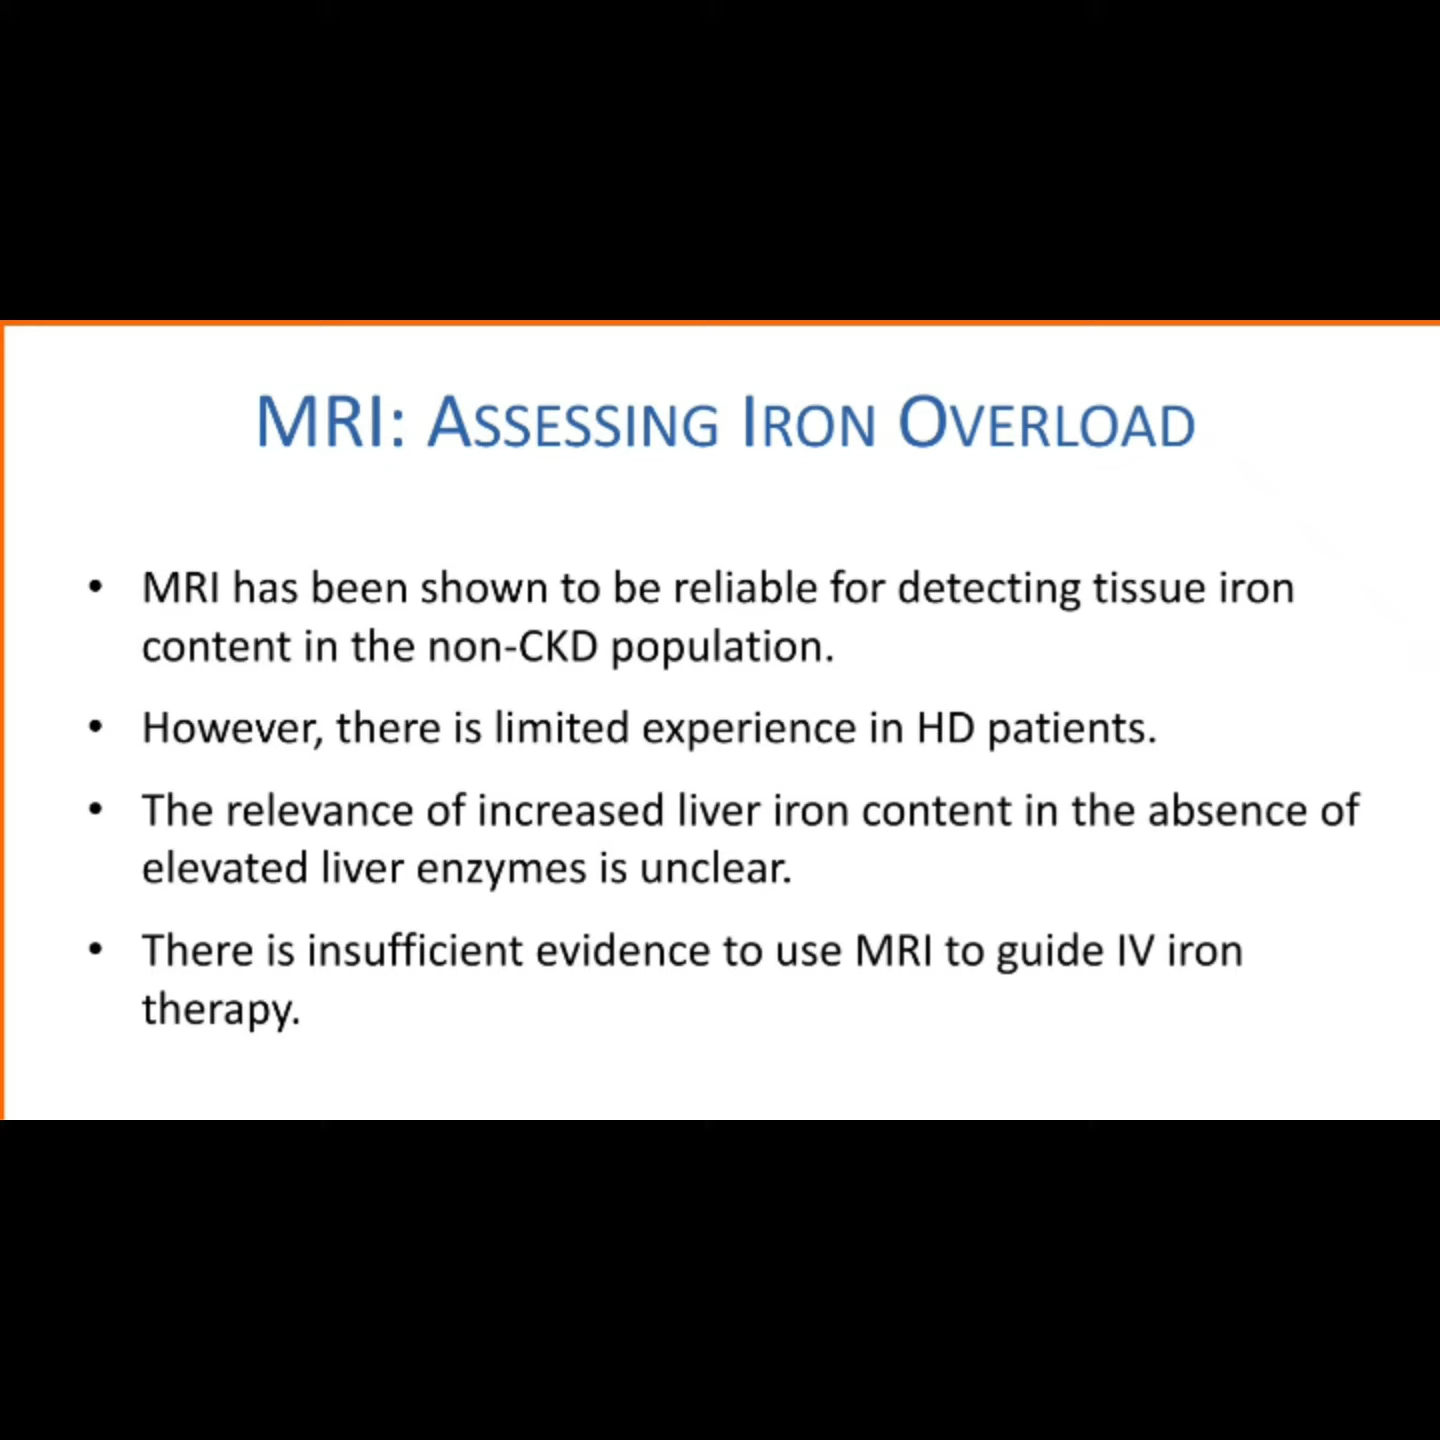 MRI: Assessing Iron Overload
• MRI has been shown to be reliable for detecting tissue iron
content in the non-CKD population.
• However, there is limited experience in HD patients.
• The relevance of increased liver iron content in the absence of
elevated liver enzymes is unclear.
• There is insufficient evidence to use MRI to guide IV iron
therapy.